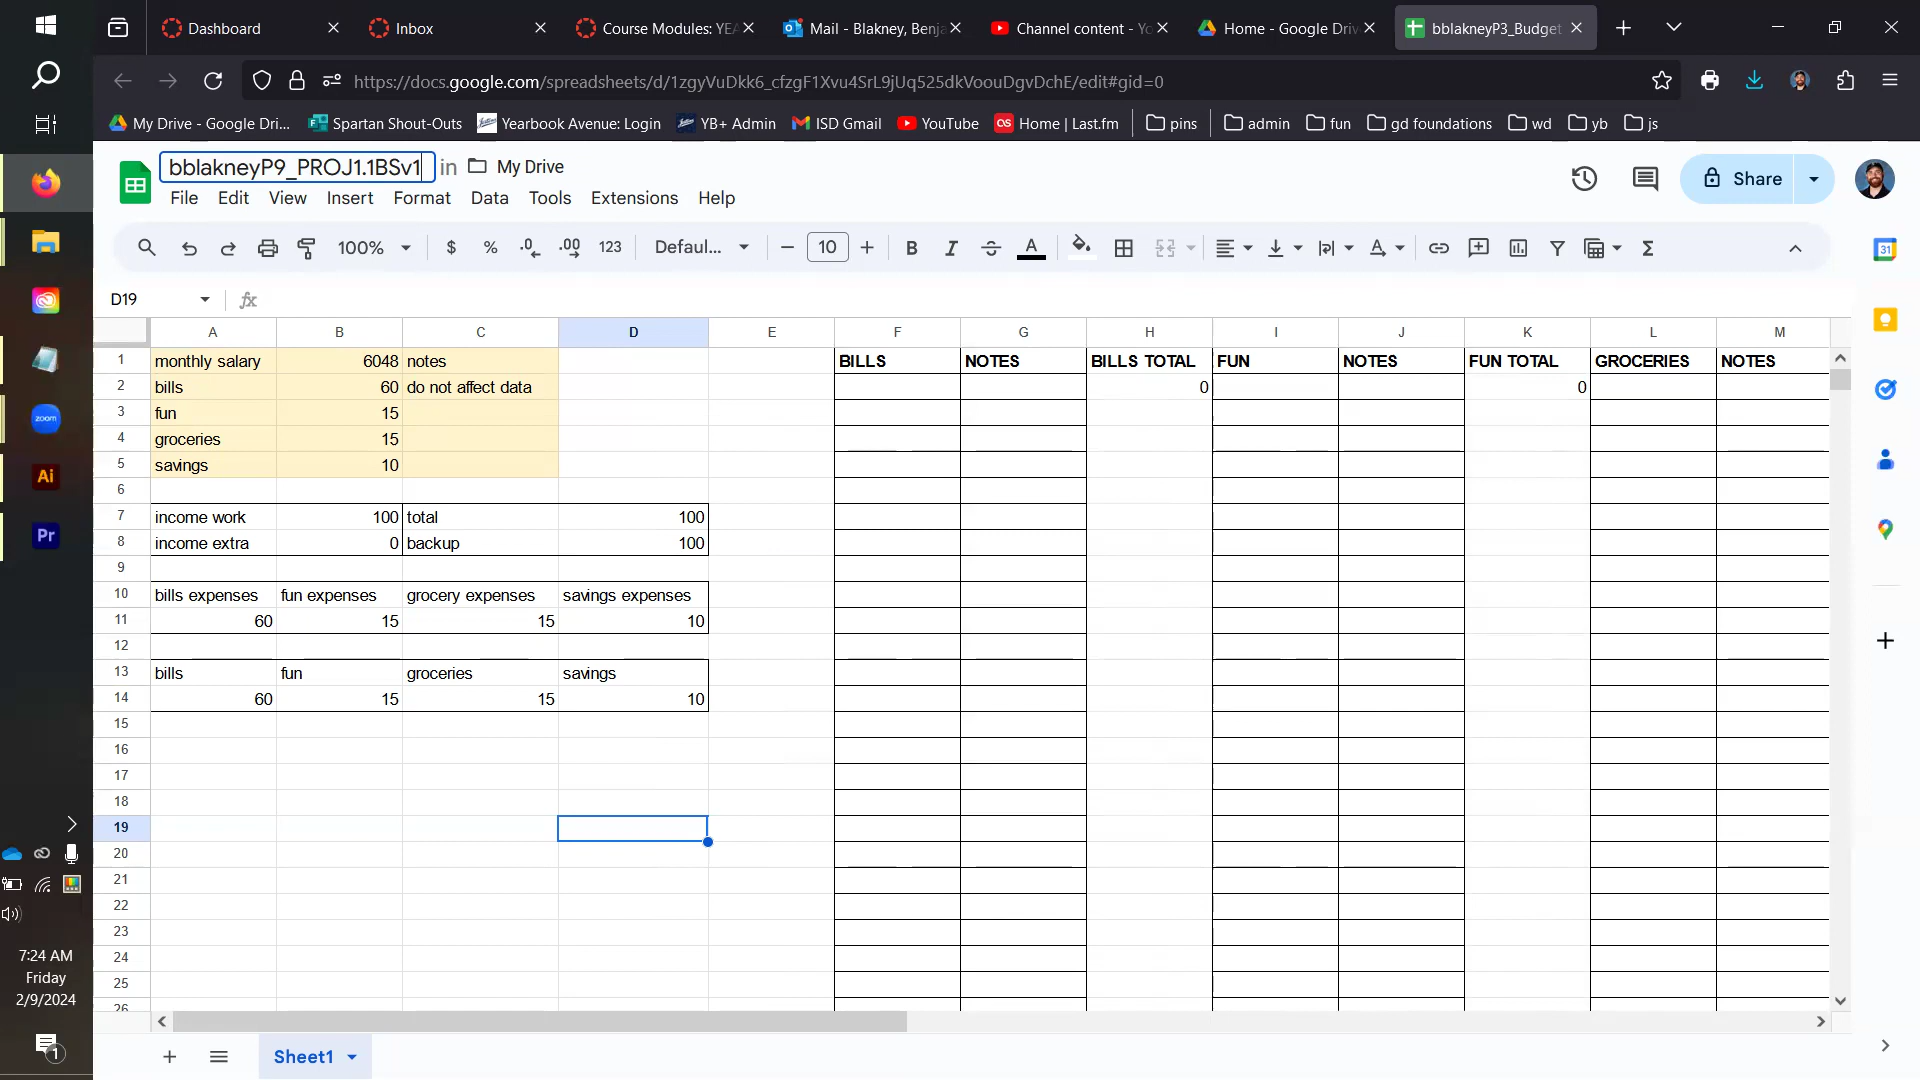 Dashboard
Inbox
Course Modules: YEA
Mail - Blakney, Benja
Channel content - Yo
Home - Google Driv
bblakneyP3_Budget
https://docs.google.com/spreadsheets/d/1zgyVuDkk6_cfzgF1Xvu4SrL9jUq525dkVoouDgvDchE/edit#gid=0
My Drive - Google Dri...
Spartan Shout-Outs
Yearbook Avenue: Login
YB+ Admin
ISD Gmail
YouTube
Home | Last.fm
pins
admin
fun
gd foundations
wd
yb
js
bblakneyP9_PROJ1.1BSv1 in My Drive
File Edit View Insert Format Data Tools Extensions Help
Share
100% $ % .0 .00 123 Defaul... 10 B I A
D19
fx
A B C D E F G H I J K L M
1 monthly salary 6048 notes BILLS NOTES BILLS TOTAL FUN NOTES FUN TOTAL GROCERIES NOTES
2 bills 60 do not affect data 0 0
3 fun 15
4 groceries 15
5 savings 10
6
7 income work 100 total 100
8 income extra 0 backup 100
9
10 bills expenses fun expenses grocery expenses savings expenses
11 60 15 15 10
12
13 bills fun groceries savings
14 60 15 15 10
15
16
17
18
19
20
21
22
23
24
25
26
Sheet1
zoom
Ai
Pr
31
7:24 AM
Friday
2/9/2024
1